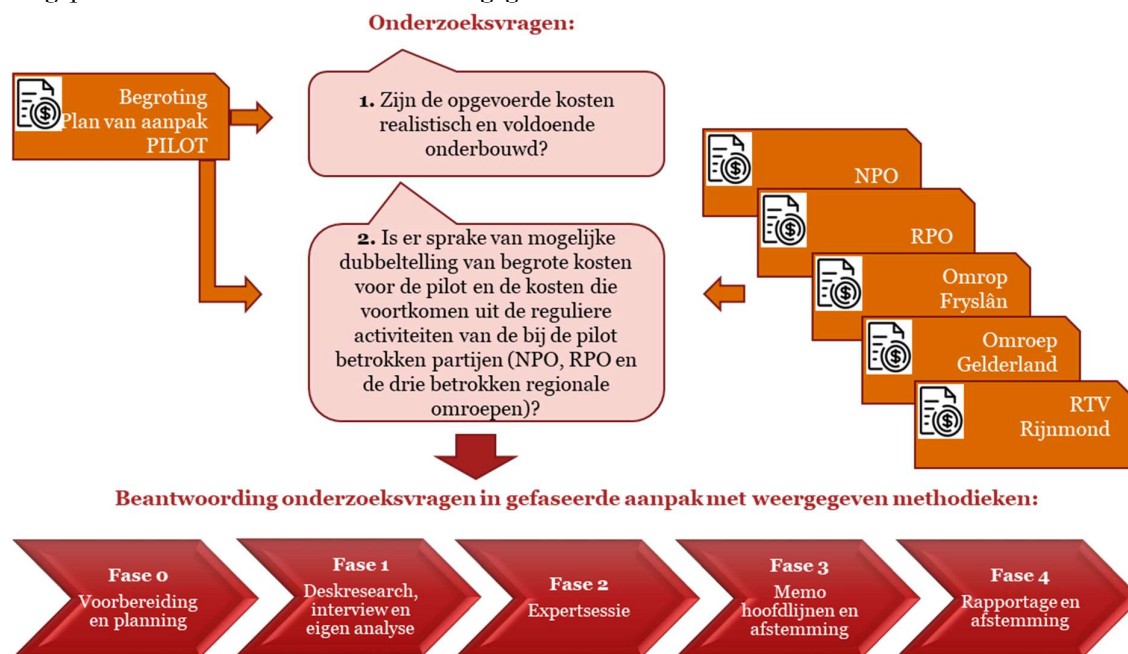 Onderzoeksvragen:
Begroting
Plan van aanpak
PILOT
1. Zijn de opgevoerde kosten
realistisch en voldoende
onderbouwd?
2. Is er sprake van mogelijke
dubbeltelling van begrote kosten
voor de pilot en de kosten die
voortkomen uit de reguliere
activiteiten van de bij de pilot
betrokken partijen (NPO, RPO en
de drie betrokken regionale
omroepen)?
NPO
RPO
Omrop
Fryslân
Omroep
Gelderland
RTV
Rijnmond
Beantwoording onderzoeksvragen in gefaseerde aanpak met weergegeven methodieken:
Fase 0
Voorbereiding
en planning
Fase 1
Deskresearch,
interview en
eigen analyse
Fase 2
Expertsessie
Fase 3
Memo
hoofdlijnen en
afstemming
Fase 4
Rapportage en
afstemming